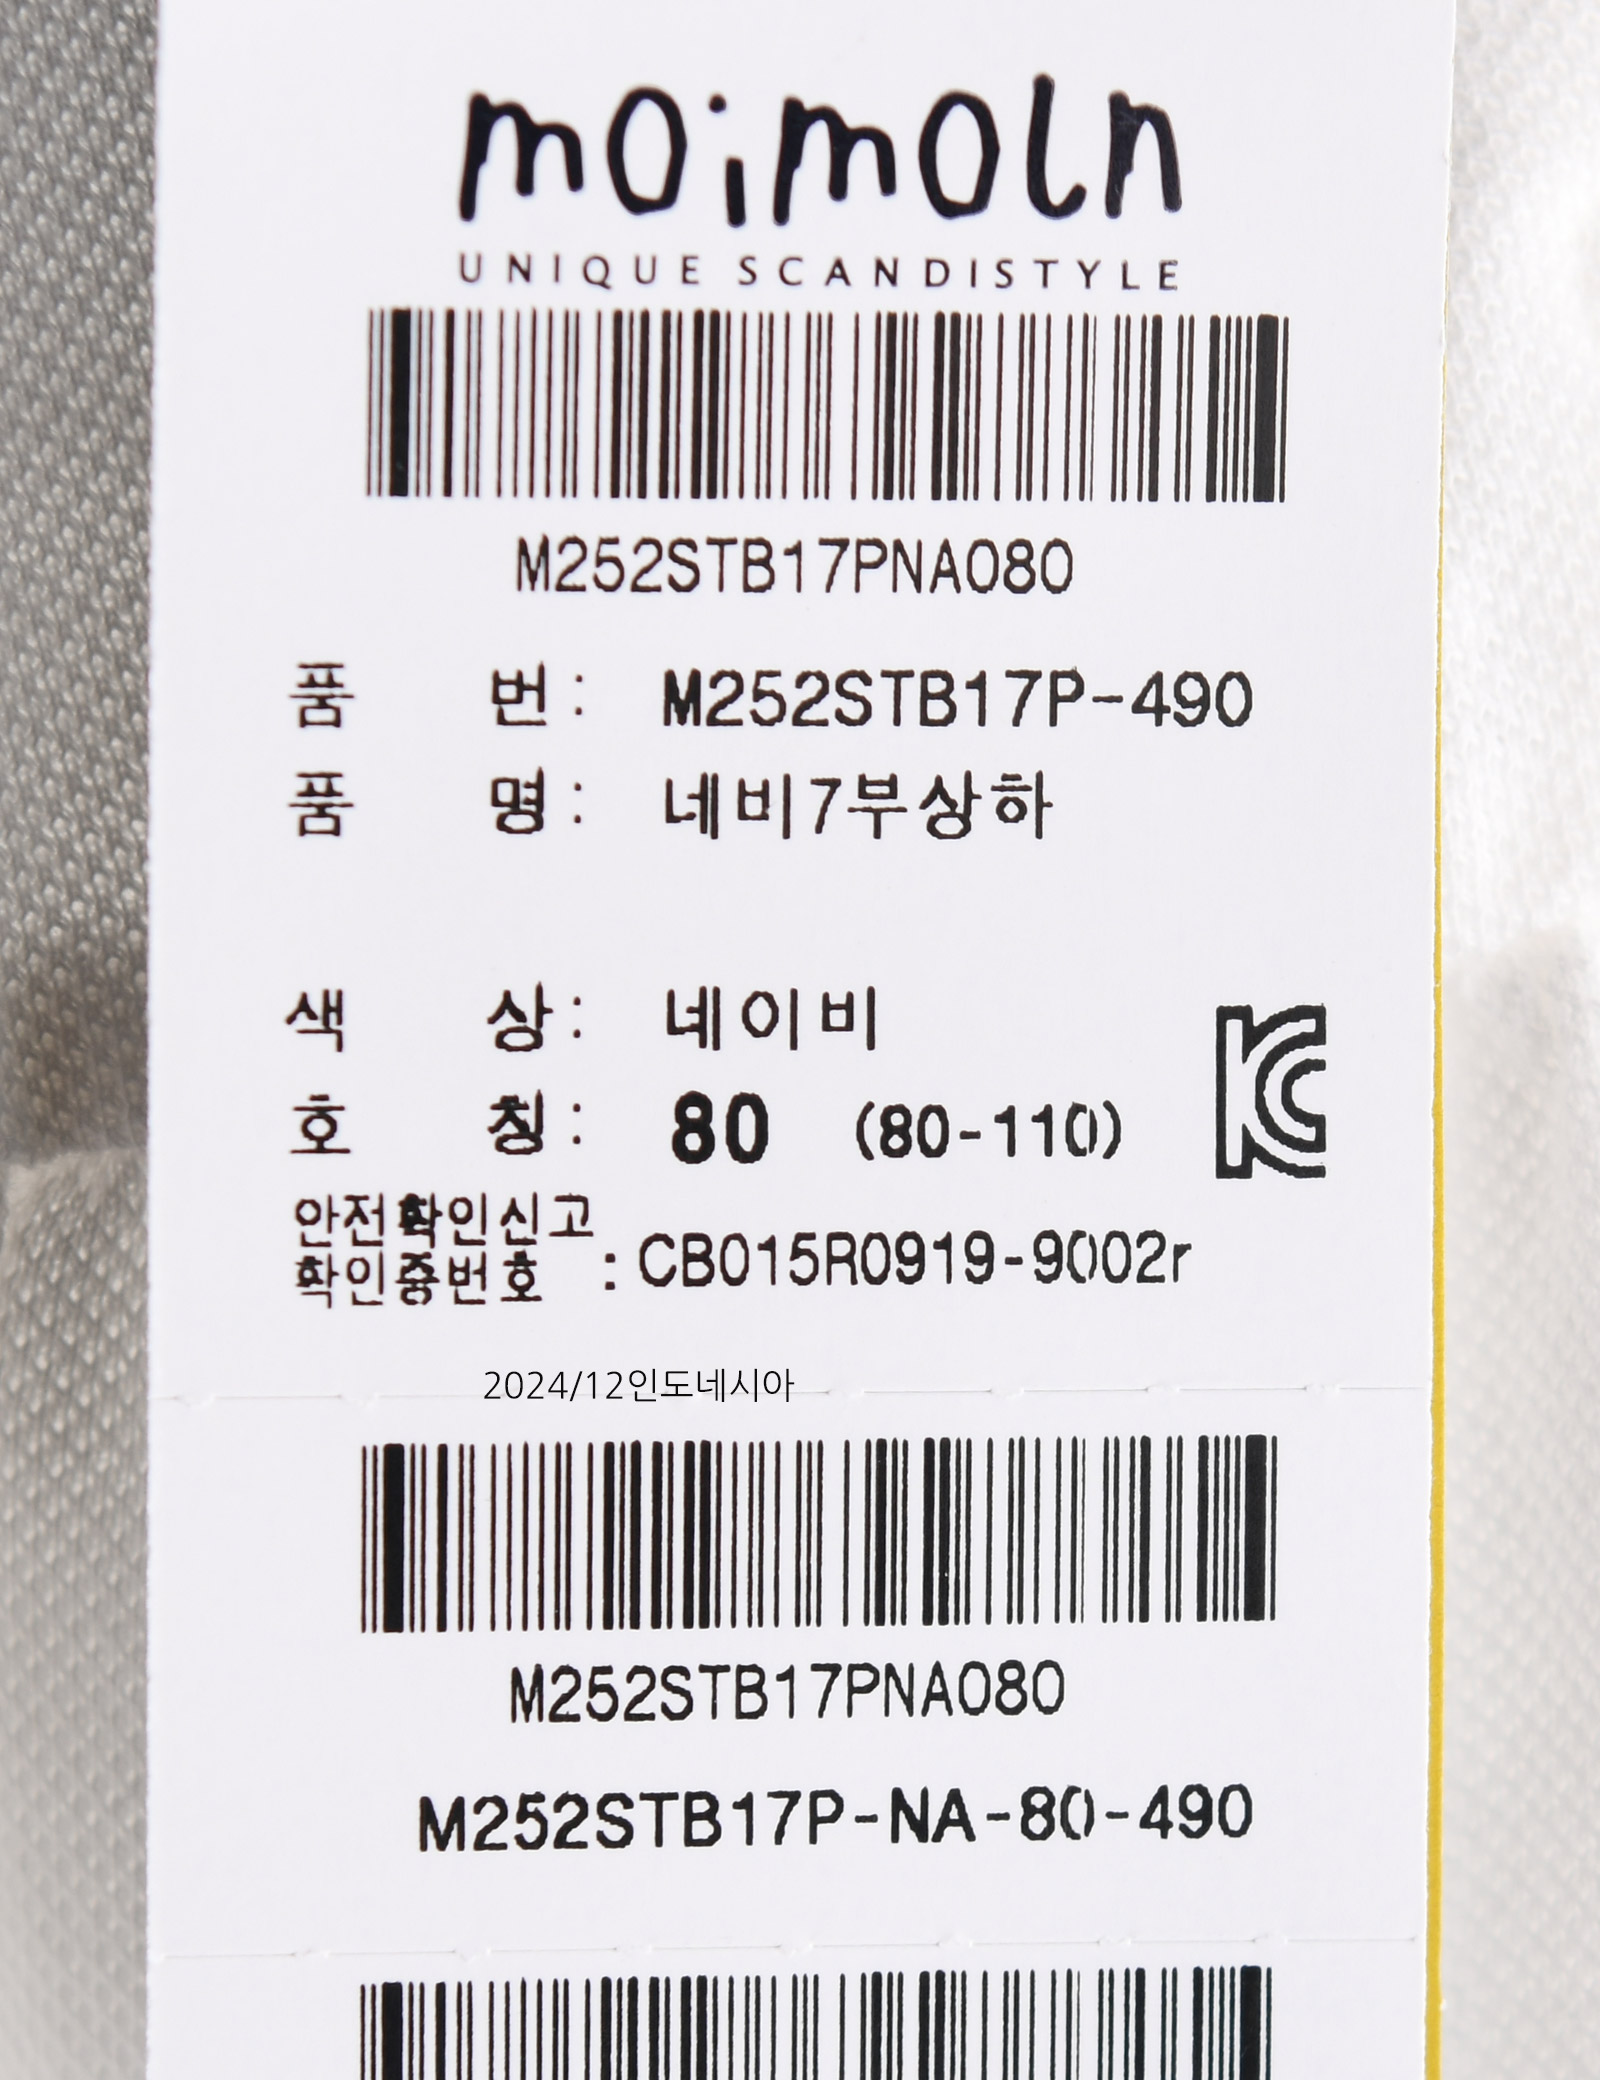 moimoln
UNIQUE SCANDISTYLE
M252STB17PNA080
품 번 : M252STB17P-490
품 명 : 네비7부상하
색 상 : 네이비
호 칭 : 80 (80-110)
KC
안전확인신고
확인증번호 : CB015R0919-9002r
2024/12인도네시아
M252STB17PNA080
M252STB17P-NA-80-490